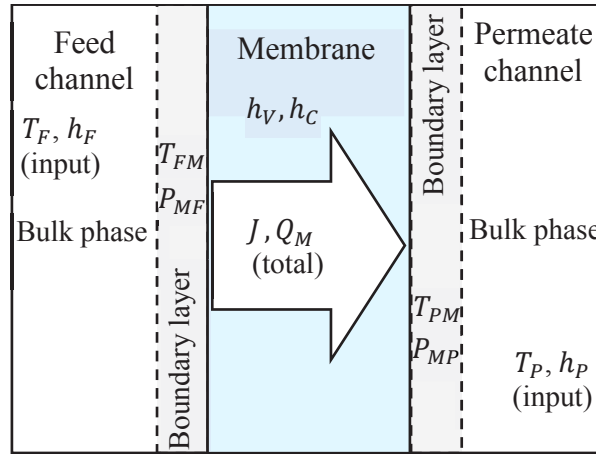 Feed
channel
T_F, h_F
(input)
Bulk phase
T_FM
P_MF
Boundary layer
Membrane
h_V, h_C
J, Q_M
(total)
Boundary layer
T_PM
P_MP
Permeate
channel
Bulk phase
T_P, h_P
(input)